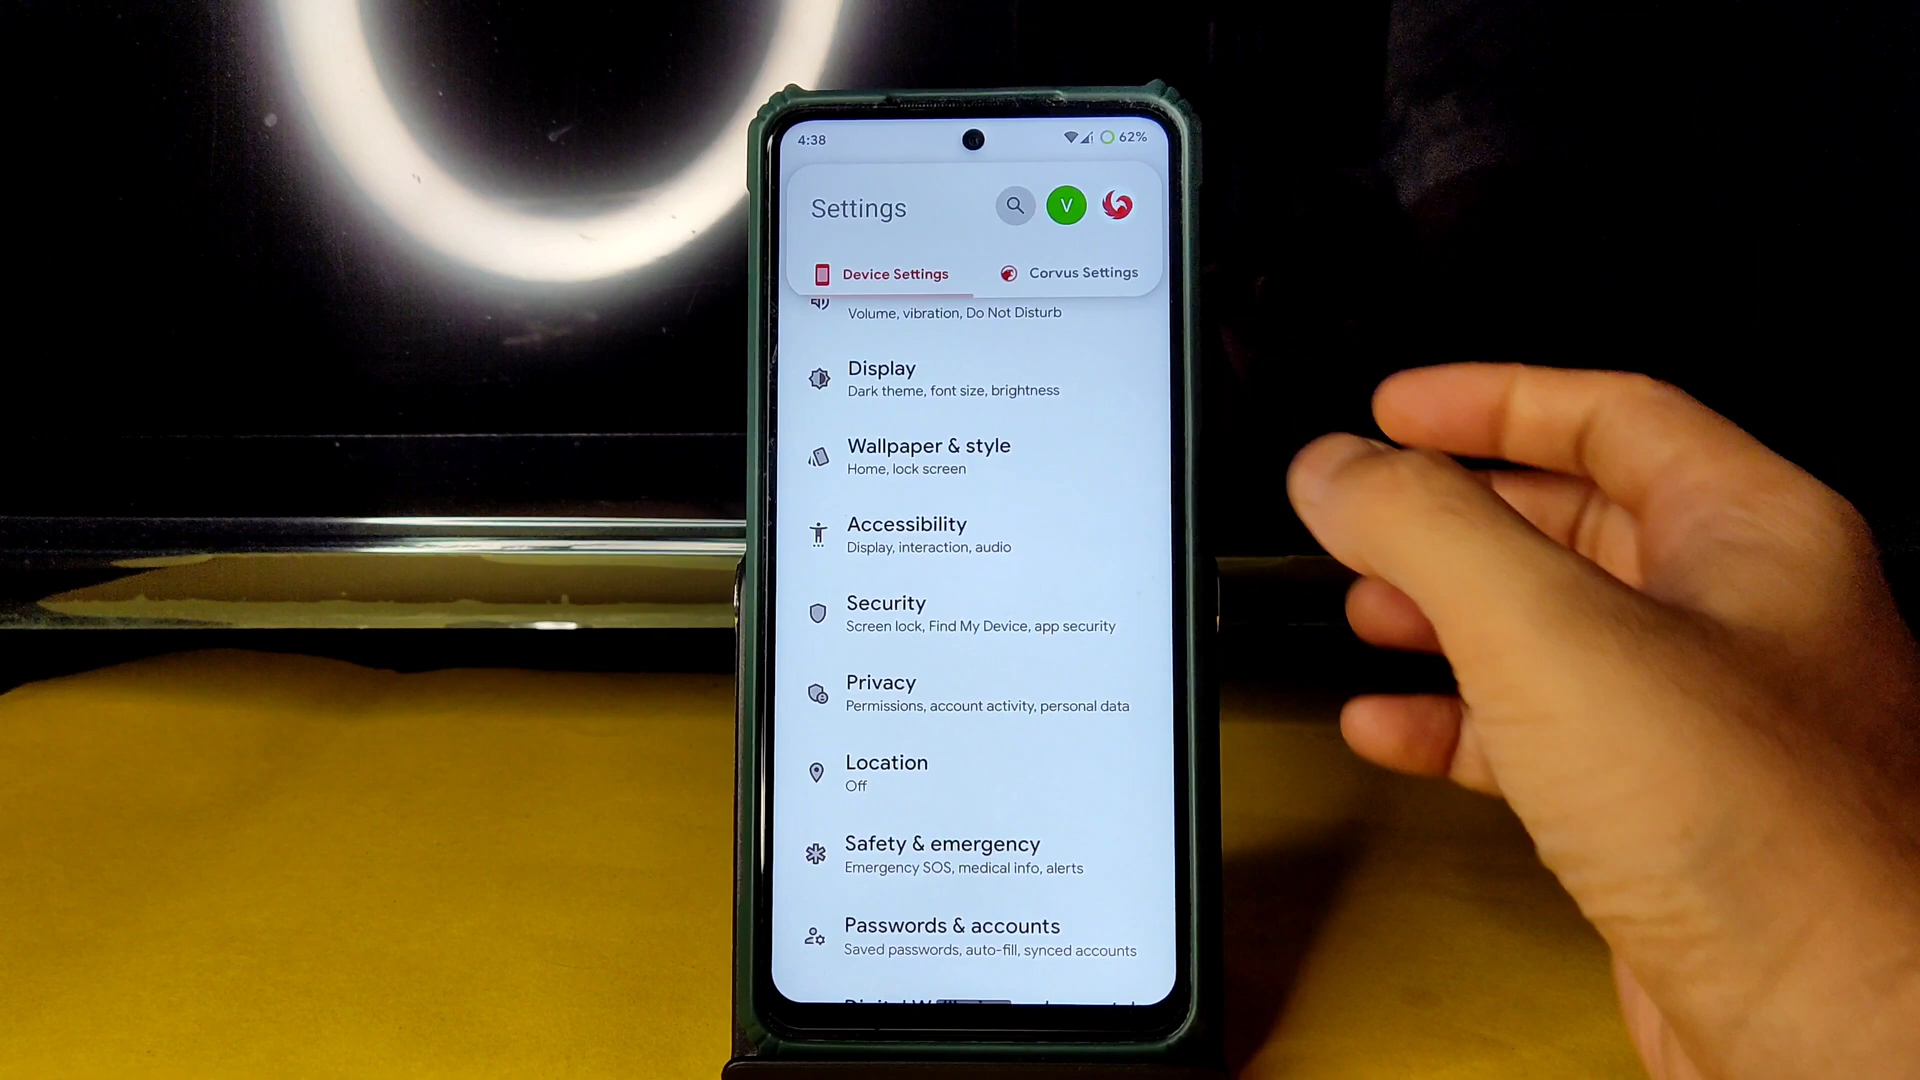 4:38
62%
Settings
V
Device Settings
Corvus Settings
Volume, vibration, Do Not Disturb
Display
Dark theme, font size, brightness
Wallpaper & style
Home, lock screen
Accessibility
Display, interaction, audio
Security
Screen lock, Find My Device, app security
Privacy
Permissions, account activity, personal data
Location
Off
Safety & emergency
Emergency SOS, medical info, alerts
Passwords & accounts
Saved passwords, auto-fill, synced accounts